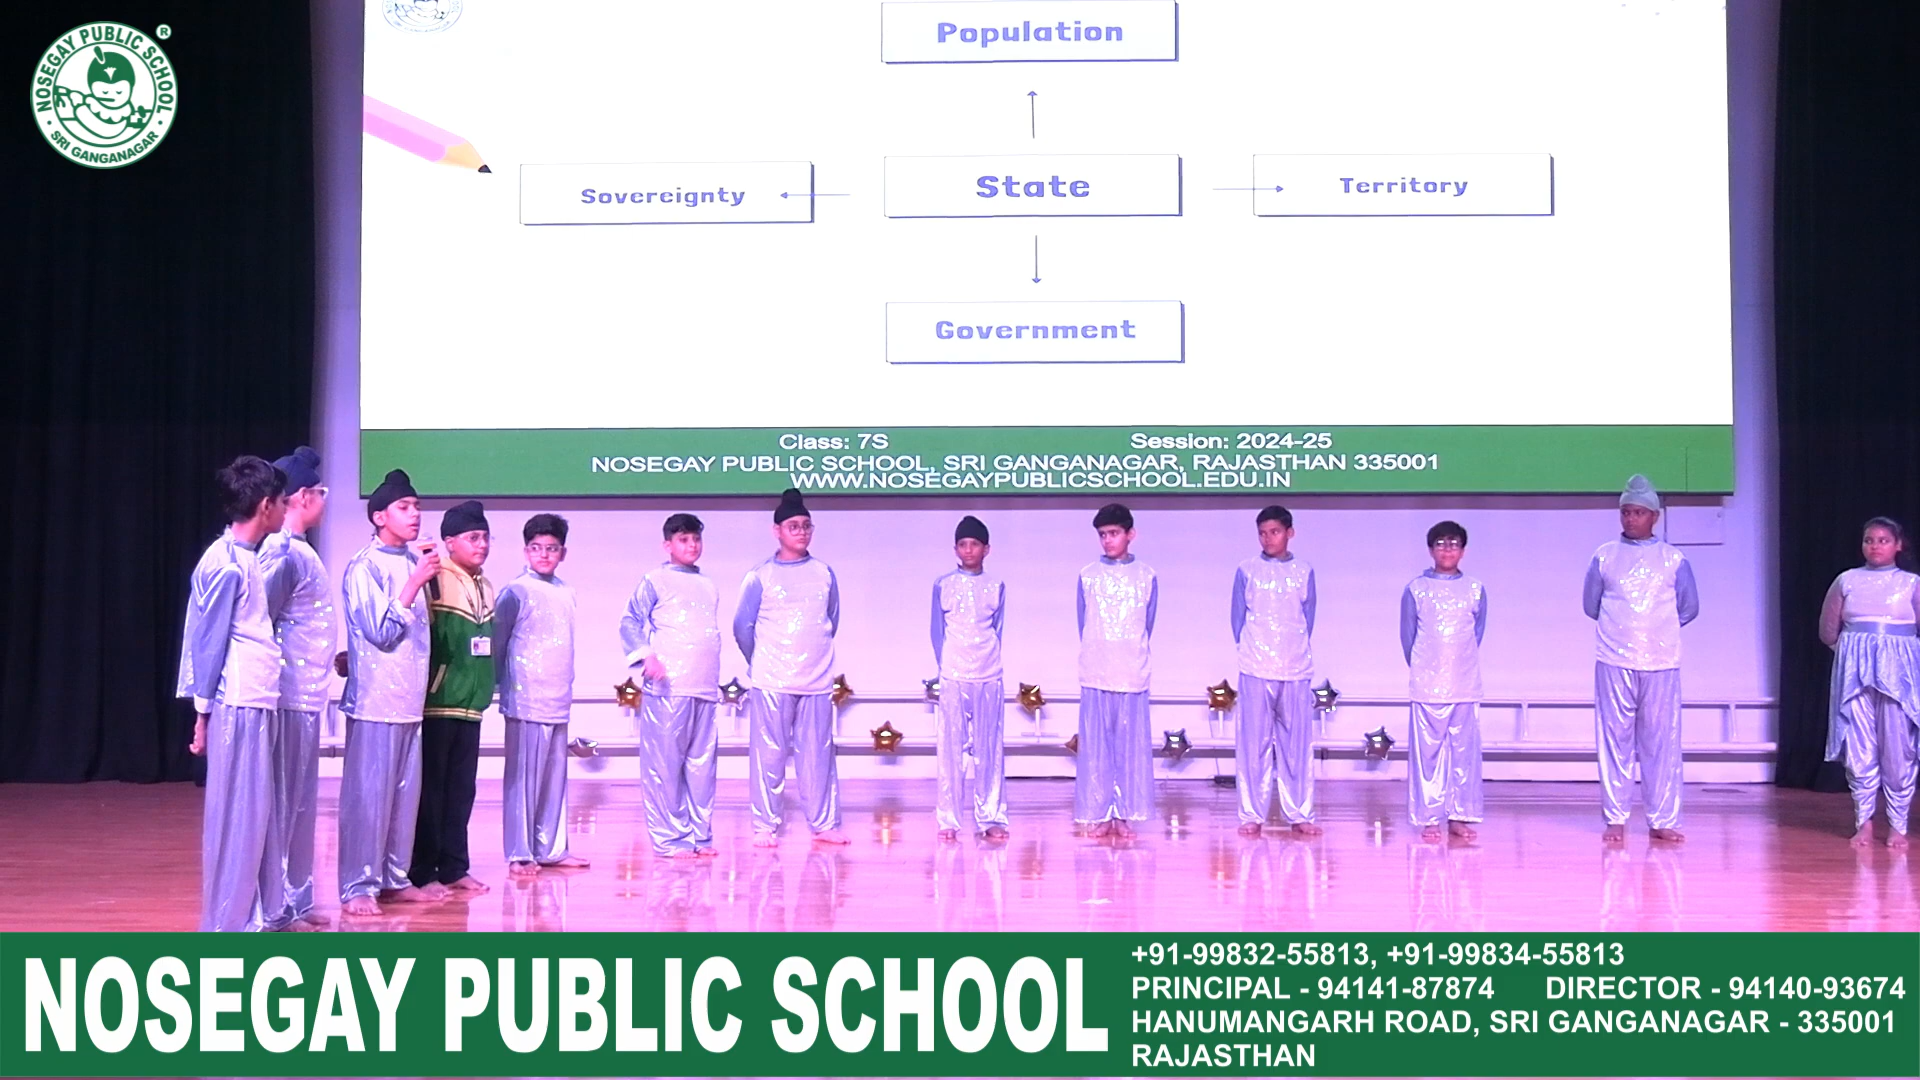 NOSEGAY PUBLIC SCHOOL ®
SRI GANGANAGAR
Population
Sovereignty
State
Territory
Government
Class: 7S Session: 2024-25
NOSEGAY PUBLIC SCHOOL, SRI GANGANAGAR, RAJASTHAN 335001
WWW.NOSEGAYPUBLICSCHOOL.EDU.IN
NOSEGAY PUBLIC SCHOOL
+91-99832-55813, +91-99834-55813
PRINCIPAL - 94141-87874 DIRECTOR - 94140-93674
HANUMANGARH ROAD, SRI GANGANAGAR - 335001
RAJASTHAN